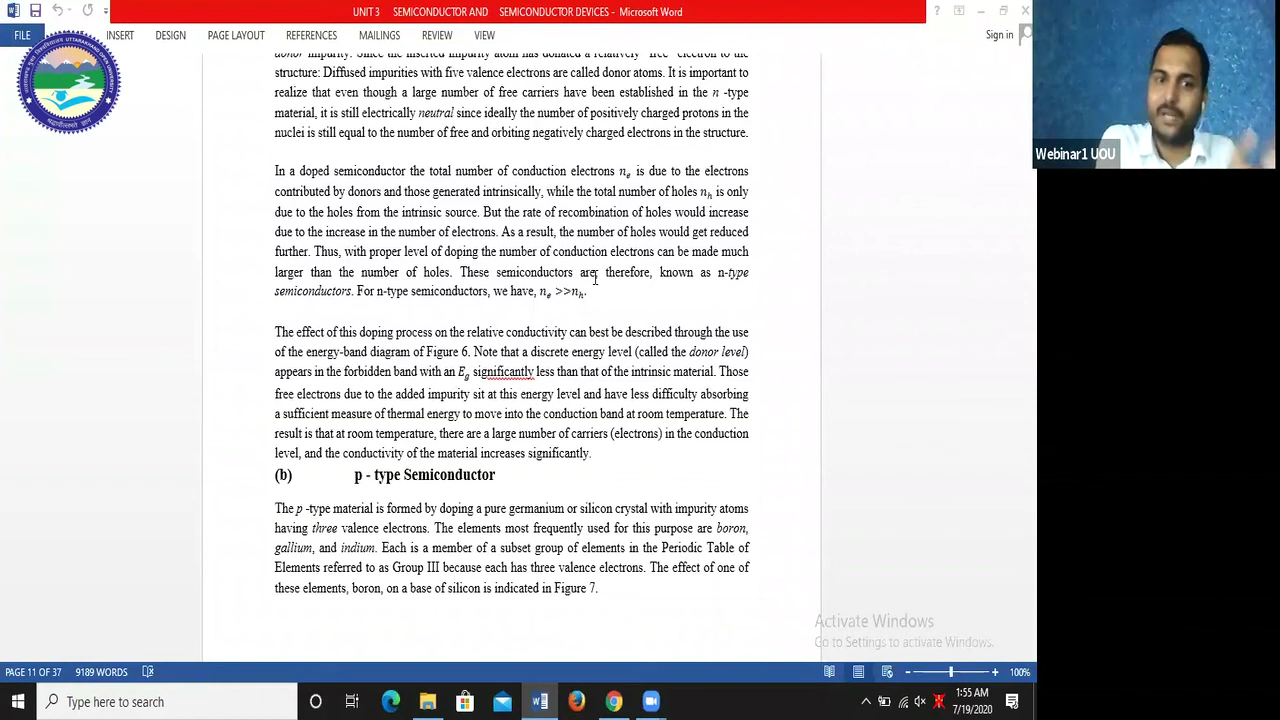 UNIT 3 SEMICONDUCTOR AND SEMICONDUCTOR DEVICES - Microsoft Word
Sign in
FILE INSERT DESIGN PAGE LAYOUT REFERENCES MAILINGS REVIEW VIEW
donor impurity. Since the inserted impurity atom has donated a relatively "free" electron to the
structure: Diffused impurities with five valence electrons are called donor atoms. It is important to
realize that even though a large number of free carriers have been established in the n -type
material, it is still electrically neutral since ideally the number of positively charged protons in the
nuclei is still equal to the number of free and orbiting negatively charged electrons in the structure.
In a doped semiconductor the total number of conduction electrons nₑ is due to the electrons
contributed by donors and those generated intrinsically, while the total number of holes nₕ is only
due to the holes from the intrinsic source. But the rate of recombination of holes would increase
due to the increase in the number of electrons. As a result, the number of holes would get reduced
further. Thus, with proper level of doping the number of conduction electrons can be made much
larger than the number of holes. These semiconductors are therefore, known as n-type
semiconductors. For n-type semiconductors, we have, nₑ >>nₕ.
The effect of this doping process on the relative conductivity can best be described through the use
of the energy-band diagram of Figure 6. Note that a discrete energy level (called the donor level)
appears in the forbidden band with an E_g significantly less than that of the intrinsic material. Those
free electrons due to the added impurity sit at this energy level and have less difficulty absorbing
a sufficient measure of thermal energy to move into the conduction band at room temperature. The
result is that at room temperature, there are a large number of carriers (electrons) in the conduction
level, and the conductivity of the material increases significantly.
(b) p - type Semiconductor
The p -type material is formed by doping a pure germanium or silicon crystal with impurity atoms
having three valence electrons. The elements most frequently used for this purpose are boron,
gallium, and indium. Each is a member of a subset group of elements in the Periodic Table of
Elements referred to as Group III because each has three valence electrons. The effect of one of
these elements, boron, on a base of silicon is indicated in Figure 7.
Webinar1 UOU
Activate Windows
Go to Settings to activate Windows.
PAGE 11 OF 37 9189 WORDS 100%
Type here to search
1:55 AM
7/19/2020